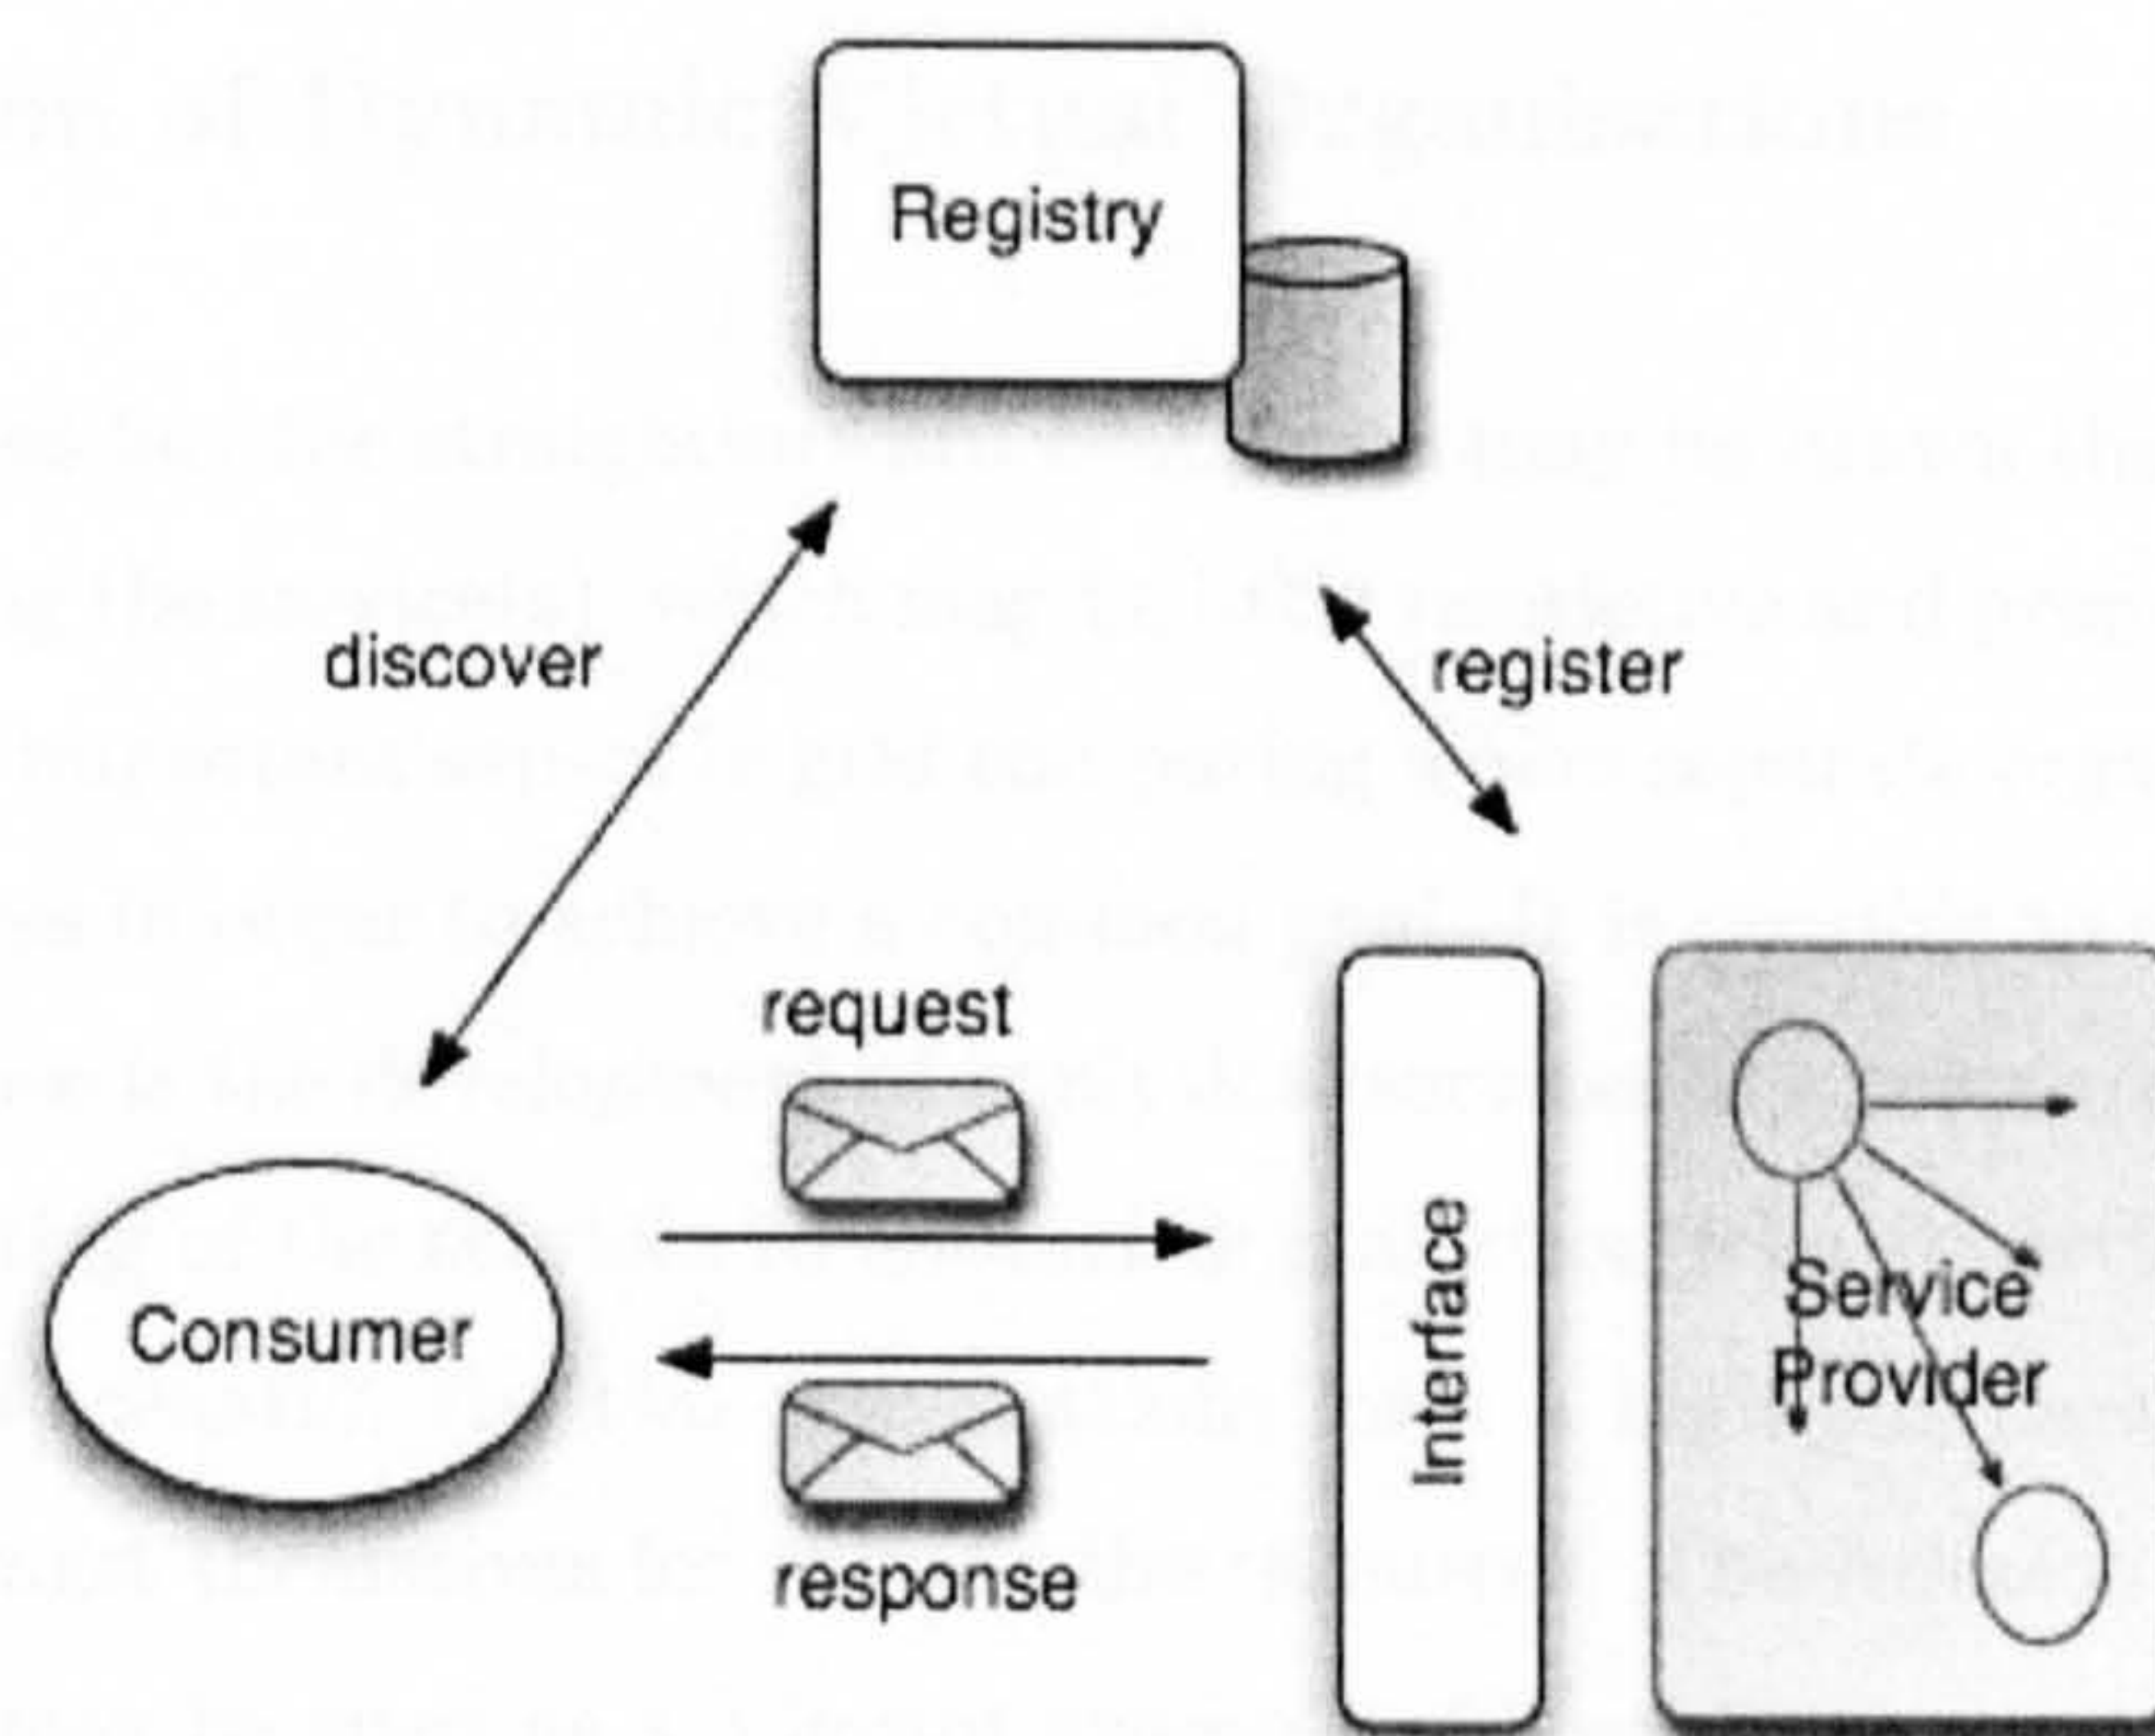 Registry
discover
register
request
Consumer
Interface
Service
Provider
response